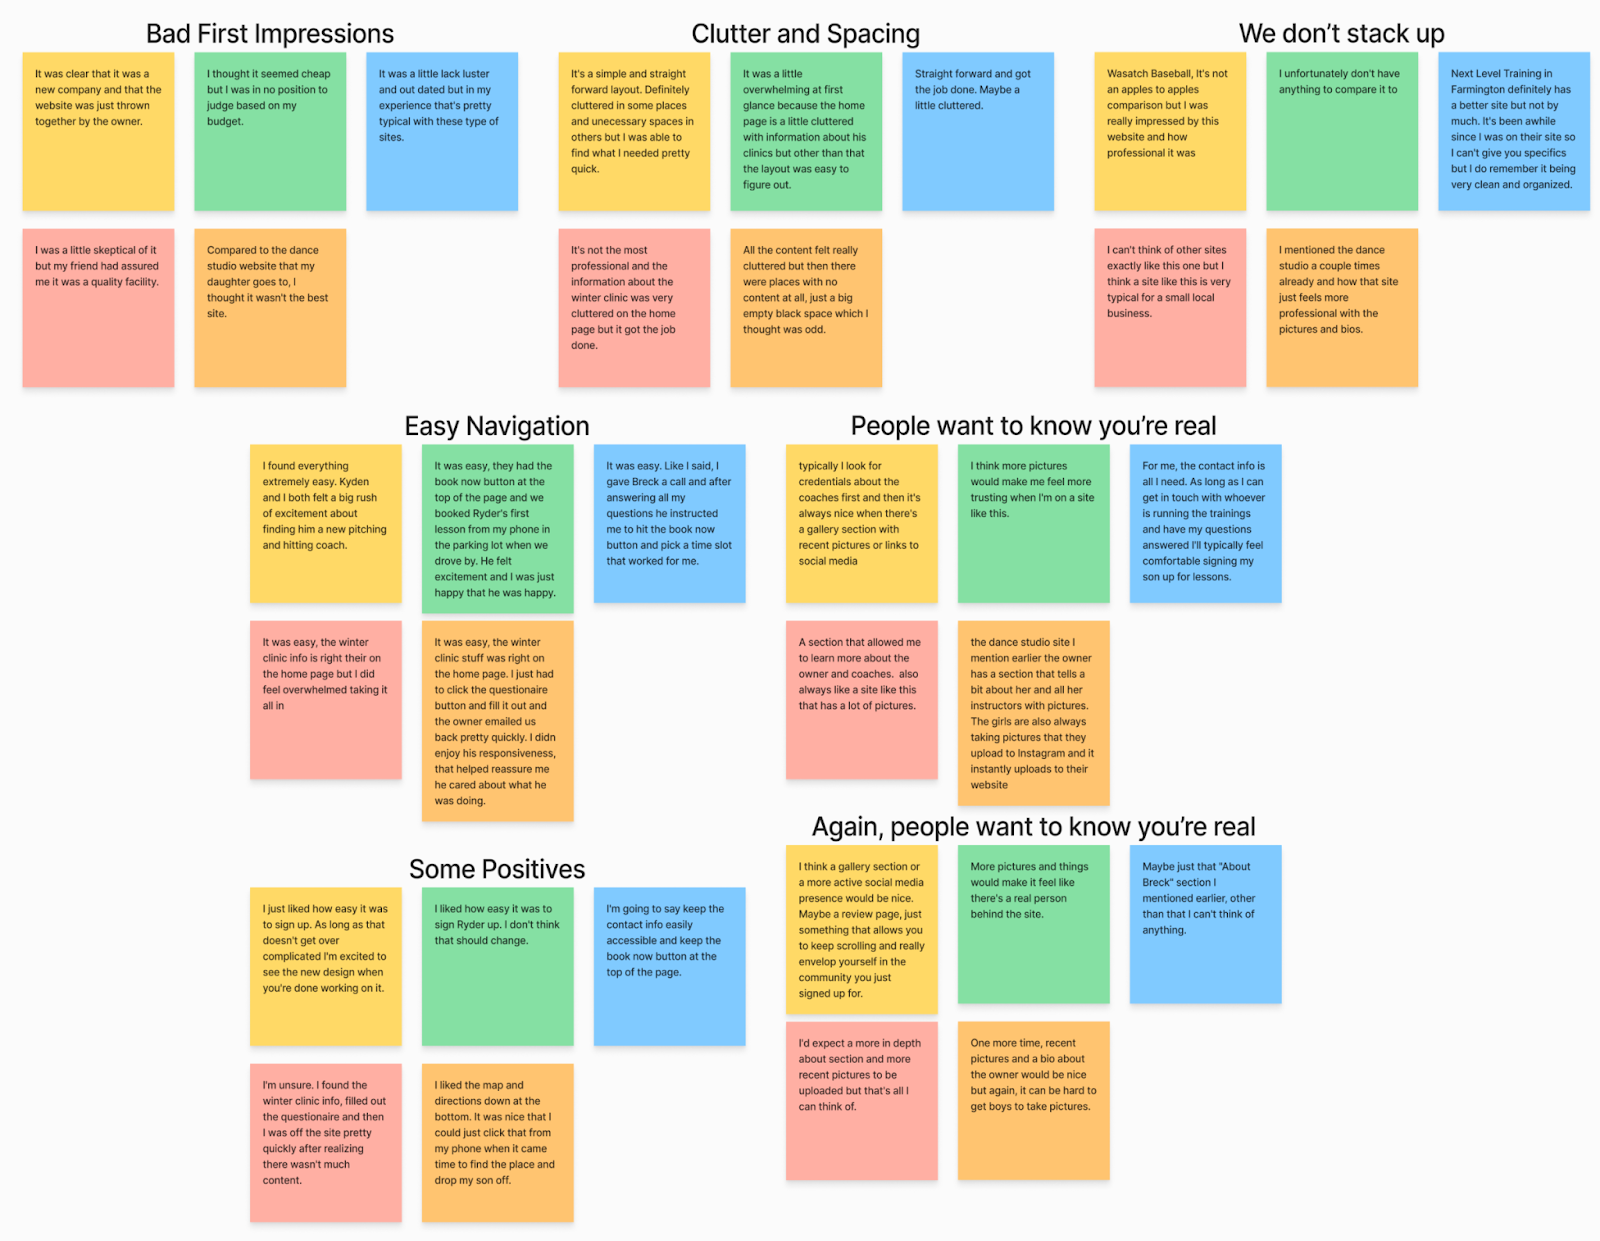 Bad First Impressions
It was clear that it was a
new company and that the
website was just thrown
together by the owner.
I thought it seemed cheap
but I was in no position to
judge based on my
budget.
It was a little lack luster
and out dated but in my
experience that's pretty
typical with these type of
sites.
I was a little skeptical of it
but my friend had assured
me it was a quality facility.
Compared to the dance
studio website that my
daughter goes to, I
thought it wasn't the best
site.
Clutter and Spacing
It's a simple and straight
forward layout. Definitely
cluttered in some places
and unecessary spaces in
others but I was able to
find what I needed pretty
quick.
It was a little
overwhelming at first
glance because the home
page is a little cluttered
with information about his
clinics but other than that
the layout was easy to
figure out.
Straight forward and got
the job done. Maybe a
little cluttered.
It's not the most
professional and the
information about the
winter clinic was very
cluttered on the home
page but it got the job
done.
All the content felt really
cluttered but then there
were places with no
content at all, just a big
empty black space which I
thought was odd.
We don't stack up
Wasatch Baseball, It's not
an apples to apples
comparison but I was
really impressed by this
website and how
professional it was
I unfortunately don't have
anything to compare it to
Next Level Training in
Farmington definitely has
a better site but not by
much. It's been awhile
since I was on their site so
I can't give you specifics
but I do remember it being
very clean and organized.
I can't think of other sites
exactly like this one but I
think a site like this is very
typical for a small local
business.
I mentioned the dance
studio a couple times
already and how that site
just feels more
professional with the
pictures and bios.
Easy Navigation
I found everything
extremely easy. Kyden
and I both felt a big rush
of excitement about
finding him a new pitching
and hitting coach.
It was easy, they had the
book now button at the
top of the page and we
booked Ryder's first
lesson from my phone in
the parking lot when we
drove by. He felt
excitement and I was just
happy that he was happy.
It was easy. Like I said, I
gave Breck a call and after
answering all my
questions he instructed
me to hit the book now
button and pick a time slot
that worked for me.
It was easy, the winter
clinic info is right their on
the home page but I did
feel overwhelmed taking it
all in
It was easy, the winter
clinic stuff was right on
the home page. I just had
to click the questionaire
button and fill it out and
the owner emailed us
back pretty quickly. I didn
enjoy his responsiveness,
that helped reassure me
he cared about what he
was doing.
People want to know you're real
typically I look for
credentials about the
coaches first and then it's
always nice when there's
a gallery section with
recent pictures or links to
social media
I think more pictures
would make me feel more
trusting when I'm on a site
like this.
For me, the contact info is
all I need. As long as I can
get in touch with whoever
is running the trainings
and have my questions
answered I'll typically feel
comfortable signing my
son up for lessons.
A section that allowed me
to learn more about the
owner and coaches. also
always like a site like this
that has a lot of pictures.
the dance studio site I
mention earlier the owner
has a section that tells a
bit about her and all her
instructors with pictures.
The girls are also always
taking pictures that they
upload to Instagram and it
instantly uploads to their
website
Some Positives
I just liked how easy it was
to sign up. As long as that
doesn't get over
complicated I'm excited to
see the new design when
you're done working on it.
I liked how easy it was to
sign Ryder up. I don't think
that should change.
I'm going to say keep the
contact info easily
accessible and keep the
book now button at the
top of the page.
I'm unsure. I found the
winter clinic info, filled out
the questionaire and then
I was off the site pretty
quickly after realizing
there wasn't much
content.
I liked the map and
directions down at the
bottom. It was nice that I
could just click that from
my phone when it came
time to find the place and
drop my son off.
Again, people want to know you're real
I think a gallery section or
a more active social media
presence would be nice.
Maybe a review page, just
something that allows you
to keep scrolling and really
envelop yourself in the
community you just
signed up for.
More pictures and things
would make it feel like
there's a real person
behind the site.
Maybe just that "About
Breck" section I
mentioned earlier, other
than that I can't think of
anything.
I'd expect a more in depth
about section and more
recent pictures to be
uploaded but that's all I
can think of.
One more time, recent
pictures and a bio about
the owner would be nice
but again, it can be hard to
get boys to take pictures.